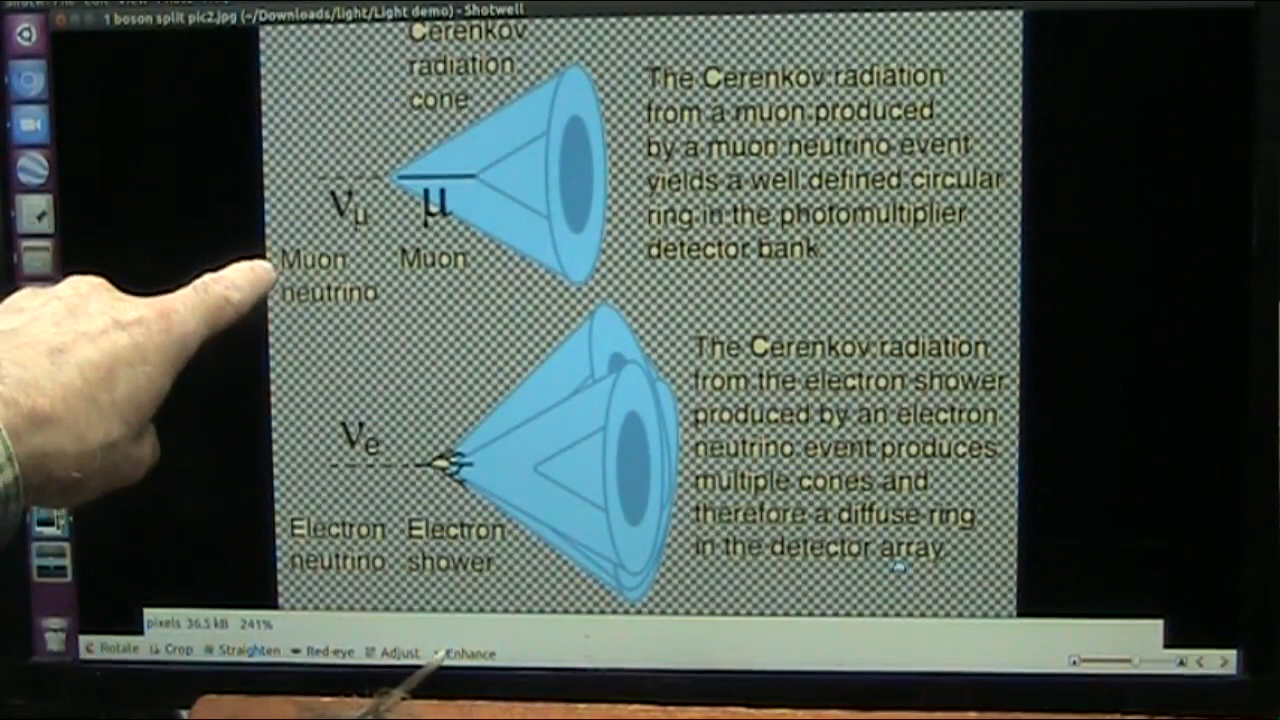 1 boson split pic2.jpg (~/Downloads/light/Light demo) - Shotwell
Cerenkov
radiation
cone
νμ μ
Muon Muon
neutrino
The Cerenkov radiation
from a muon produced
by a muon neutrino event
yields a well defined circular
ring in the photomultiplier
detector bank.
νe
Electron Electron
neutrino shower
The Cerenkov radiation
from the electron shower
produced by an electron
neutrino event produces
multiple cones and
therefore a diffuse ring
in the detector array.
pixels 36.5 kB 241%
Rotate Crop Straighten Red-eye Adjust Enhance